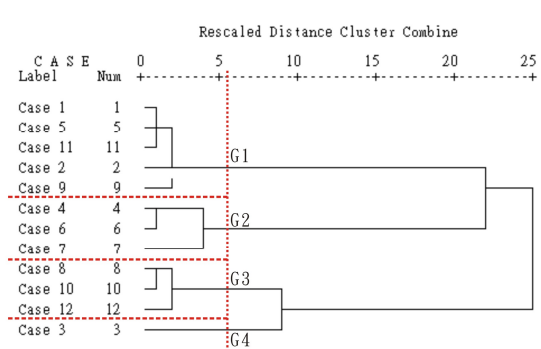 Rescaled Distance Cluster Combine
C A S E 0 5 10 15 20 25
Label Num
Case 1 1
Case 5 5
Case 11 11
G1
Case 2 2
Case 9 9
Case 4 4
G2
Case 6 6
Case 7 7
Case 8 8
G3
Case 10 10
Case 12 12
Case 3 3
G4